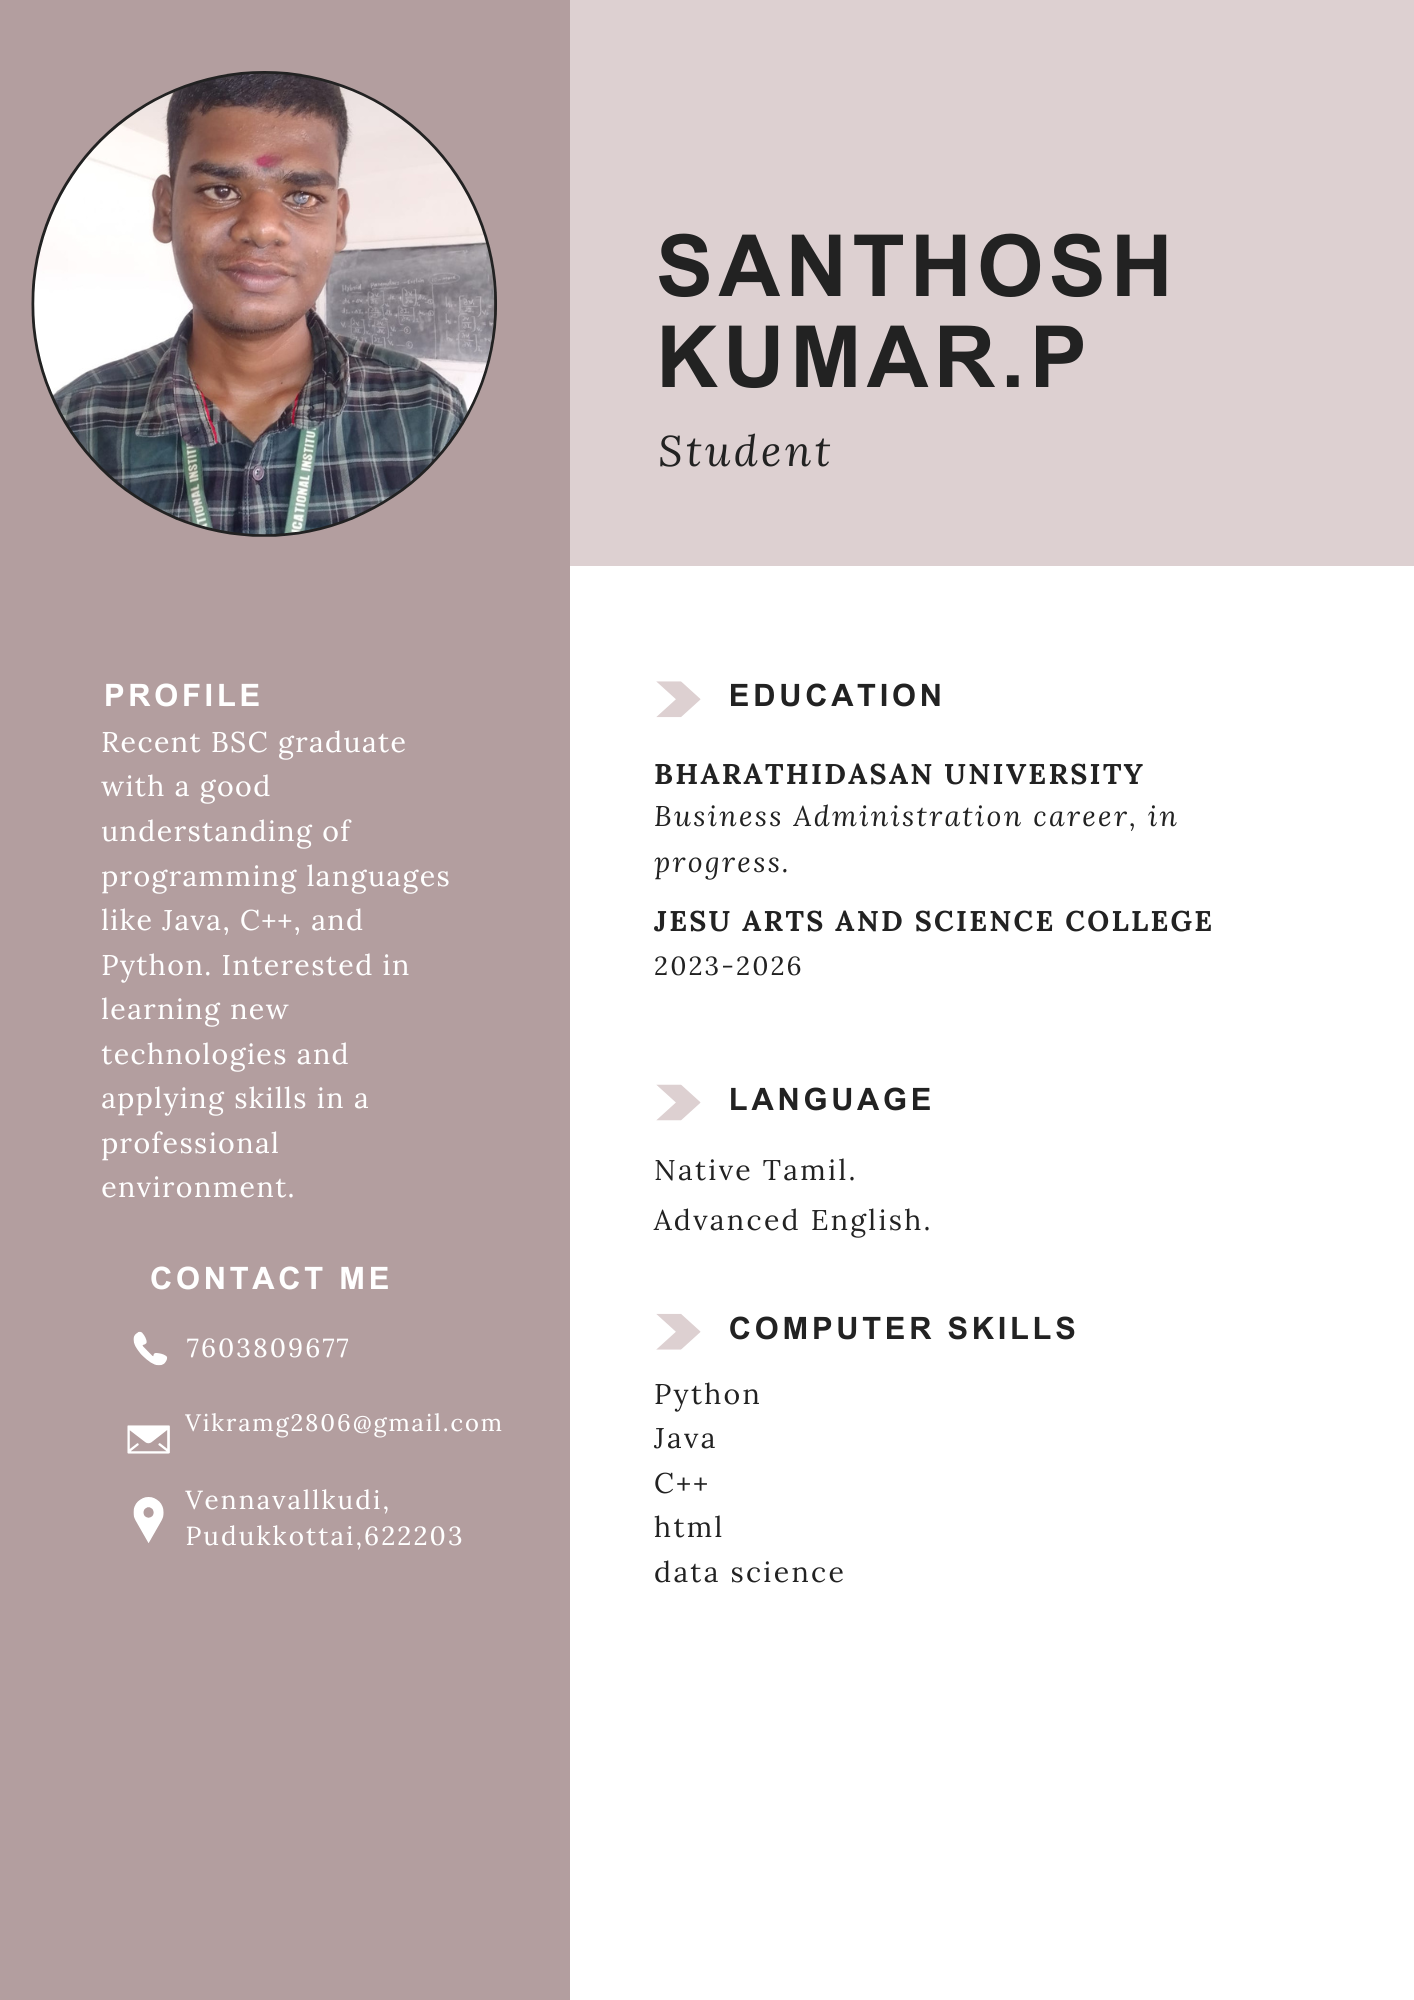 SANTHOSH
KUMAR.P
Student
PROFILE
Recent BSC graduate
with a good
understanding of
programming languages
like Java, C++, and
Python. Interested in
learning new
technologies and
applying skills in a
professional
environment.
CONTACT ME
7603809677
Vikramg2806@gmail.com
Vennavallkudi,
Pudukkottai,622203
EDUCATION
BHARATHIDASAN UNIVERSITY
Business Administration career, in
progress.
JESU ARTS AND SCIENCE COLLEGE
2023-2026
LANGUAGE
Native Tamil.
Advanced English.
COMPUTER SKILLS
Python
Java
C++
html
data science